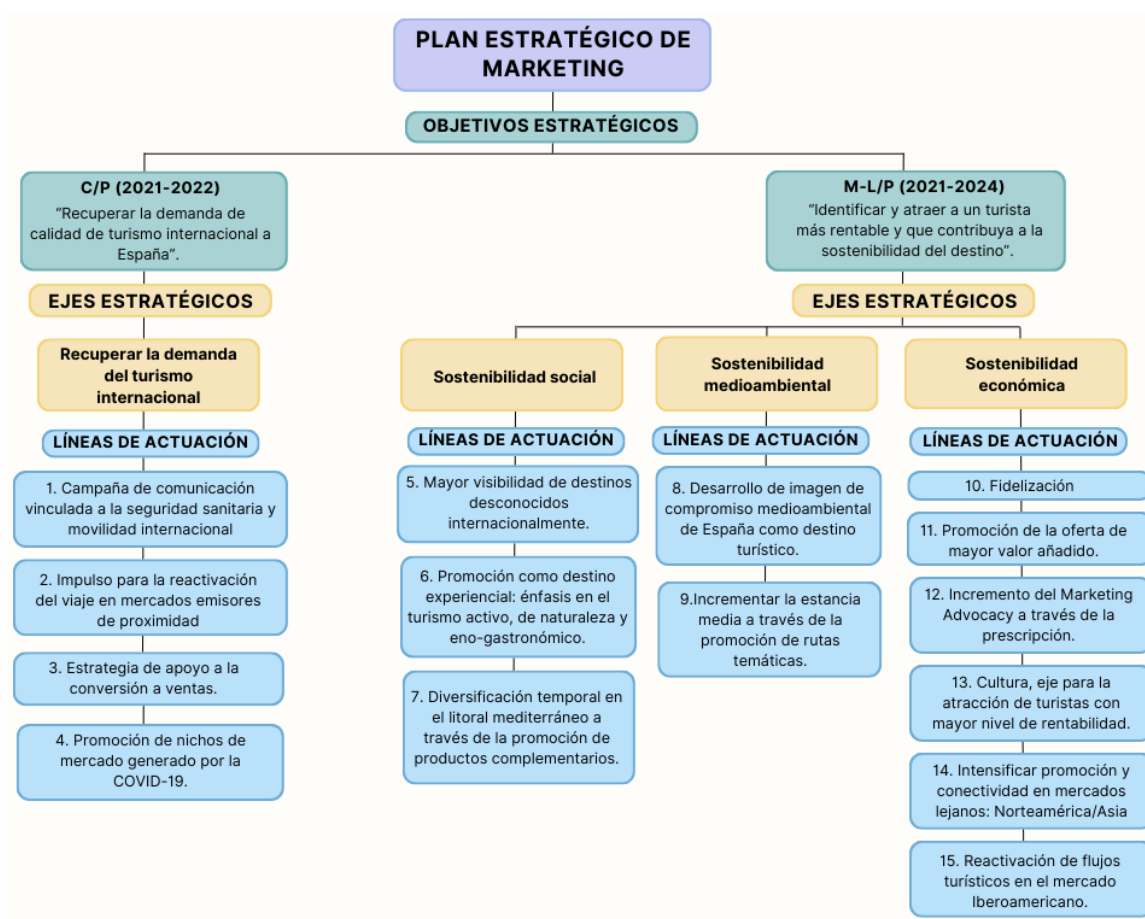 PLAN ESTRATÉGICO DE
MARKETING
OBJETIVOS ESTRATÉGICOS
C/P (2021-2022)
“Recuperar la demanda de
calidad de turismo internacional a
España”.
EJES ESTRATÉGICOS
Recuperar la demanda
del turismo
internacional
LÍNEAS DE ACTUACIÓN
1. Campaña de comunicación
vinculada a la seguridad sanitaria y
movilidad internacional
2. Impulso para la reactivación
del viaje en mercados emisores
de proximidad
3. Estrategia de apoyo a la
conversión a ventas.
4. Promoción de nichos de
mercado generado por la
COVID-19.
M-L/P (2021-2024)
“Identificar y atraer a un turista
más rentable y que contribuya a la
sostenibilidad del destino”.
EJES ESTRATÉGICOS
Sostenibilidad social
LÍNEAS DE ACTUACIÓN
5. Mayor visibilidad de destinos
desconocidos
internacionalmente.
6. Promoción como destino
experiencial: énfasis en el
turismo activo, de naturaleza y
eno-gastronómico.
7. Diversificación temporal en
el litoral mediterráneo a
través de la promoción de
productos complementarios.
Sostenibilidad
medioambiental
LÍNEAS DE ACTUACIÓN
8. Desarrollo de imagen de
compromiso medioambiental
de España como destino
turístico.
9.Incrementar la estancia
media a través de la
promoción de rutas
temáticas.
Sostenibilidad
económica
LÍNEAS DE ACTUACIÓN
10. Fidelización
11. Promoción de la oferta de
mayor valor añadido.
12. Incremento del Marketing
Advocacy a través de la
prescripción.
13. Cultura, eje para la
atracción de turistas con
mayor nivel de rentabilidad.
14. Intensificar promoción y
conectividad en mercados
lejanos: Norteamérica/Asia
15. Reactivación de flujos
turísticos en el mercado
Iberoamericano.